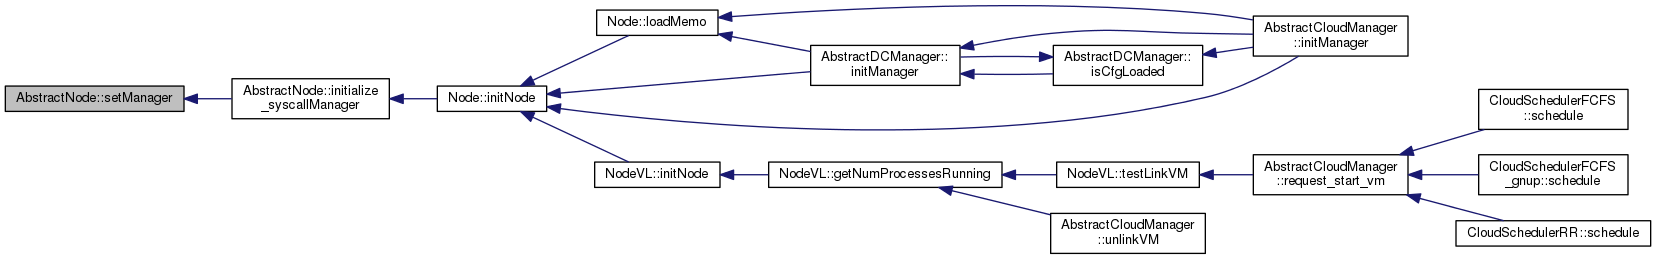 AbstractNode::setManager
AbstractNode::initialize
_syscallManager
Node::initNode
Node::loadMemo
AbstractDCManager::
initManager
AbstractDCManager::
isCfgLoaded
AbstractCloudManager
::initManager
NodeVL::initNode
NodeVL::getNumProcessesRunning
NodeVL::testLinkVM
AbstractCloudManager
::unlinkVM
AbstractCloudManager
::request_start_vm
CloudSchedulerFCFS
::schedule
CloudSchedulerFCFS
_gnup::schedule
CloudSchedulerRR::schedule